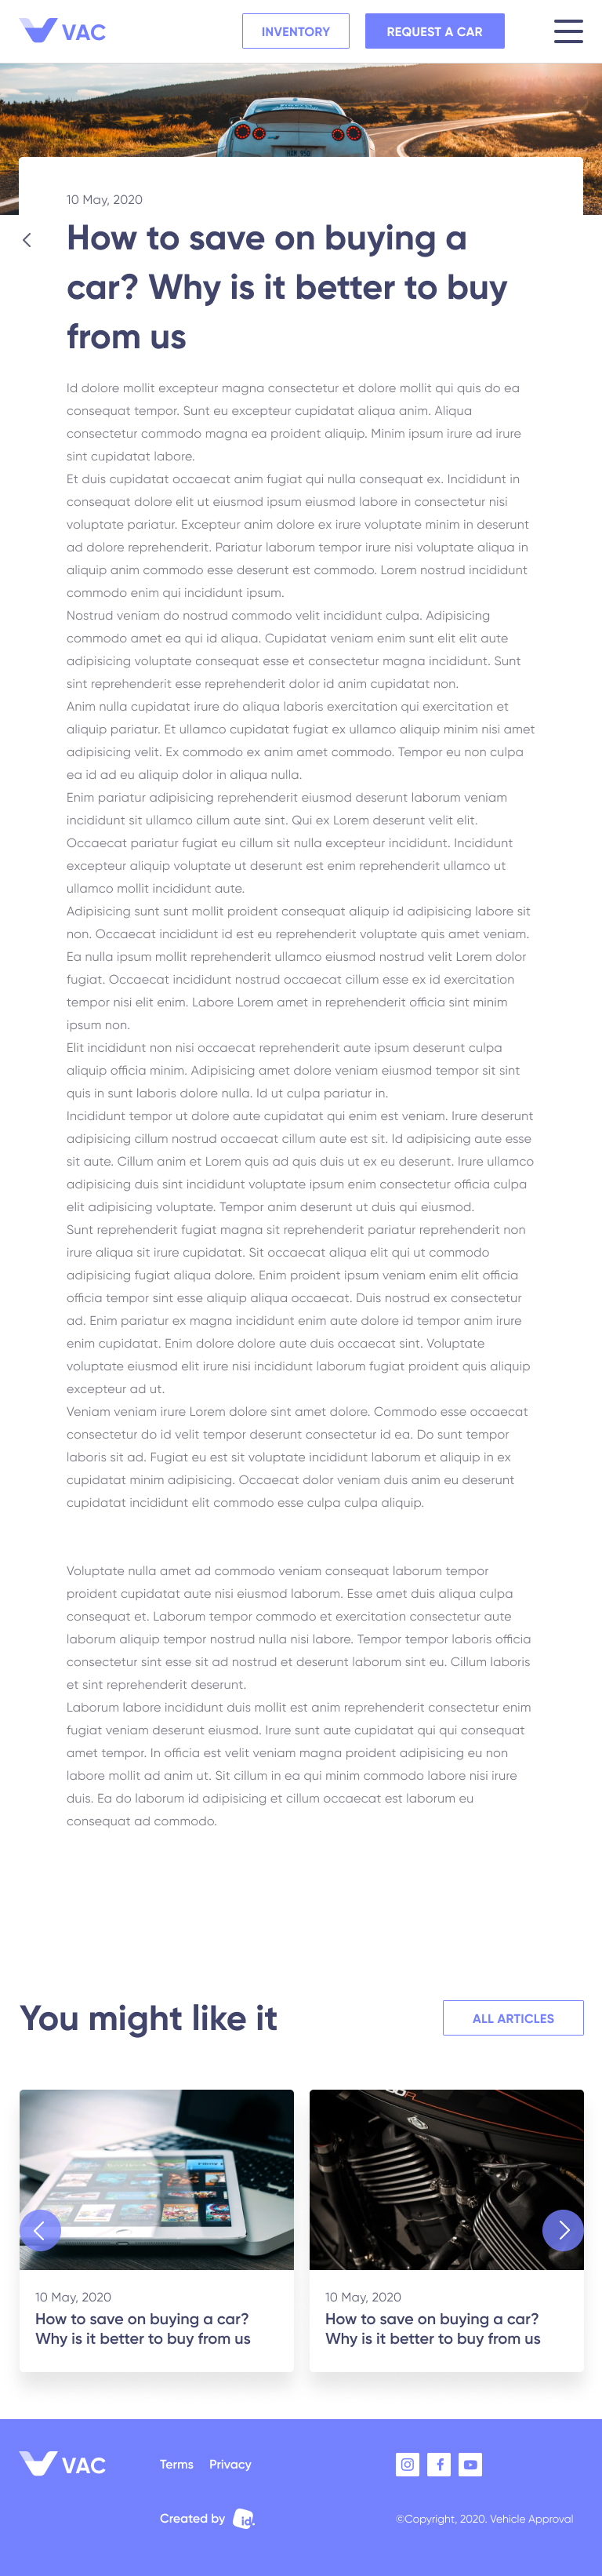 VAC
INVENTORY
REQUEST A CAR
10 May, 2020
How to save on buying a
car? Why is it better to buy
from us
Id dolore mollit excepteur magna consectetur et dolore mollit qui quis do ea
consequat tempor. Sunt eu excepteur cupidatat aliqua anim. Aliqua
consectetur commodo magna ea proident aliquip. Minim ipsum irure ad irure
sint cupidatat labore.
Et duis cupidatat occaecat anim fugiat qui nulla consequat ex. Incididunt in
consequat dolore elit ut eiusmod ipsum eiusmod labore in consectetur nisi
voluptate pariatur. Excepteur anim dolore ex irure voluptate minim in deserunt
ad dolore reprehenderit. Pariatur laborum tempor irure nisi voluptate aliqua in
aliquip anim commodo esse deserunt est commodo. Lorem nostrud incididunt
commodo enim qui incididunt ipsum.
Nostrud veniam do nostrud commodo velit incididunt culpa. Adipisicing
commodo amet ea qui id aliqua. Cupidatat veniam enim sunt elit elit aute
adipisicing voluptate consequat esse et consectetur magna incididunt. Sunt
sint reprehenderit esse reprehenderit dolor id anim cupidatat non.
Anim nulla cupidatat irure do aliqua laboris exercitation qui exercitation et
aliquip pariatur. Et ullamco cupidatat fugiat ex ullamco aliquip minim nisi amet
adipisicing velit. Ex commodo ex anim amet commodo. Tempor eu non culpa
ea id ad eu aliquip dolor in aliqua nulla.
Enim pariatur adipisicing reprehenderit eiusmod deserunt laborum veniam
incididunt sit ullamco cillum aute sint. Qui ex Lorem deserunt velit elit.
Occaecat pariatur fugiat eu cillum sit nulla excepteur incididunt. Incididunt
excepteur aliquip voluptate ut deserunt est enim reprehenderit ullamco ut
ullamco mollit incididunt aute.
Adipisicing sunt sunt mollit proident consequat aliquip id adipisicing labore sit
non. Occaecat incididunt id est eu reprehenderit voluptate quis amet veniam.
Ea nulla ipsum mollit reprehenderit ullamco eiusmod nostrud velit Lorem dolor
fugiat. Occaecat incididunt nostrud occaecat cillum esse ex id exercitation
tempor nisi elit enim. Labore Lorem amet in reprehenderit officia sint minim
ipsum non.
Elit incididunt non nisi occaecat reprehenderit aute ipsum deserunt culpa
aliquip officia minim. Adipisicing amet dolore veniam eiusmod tempor sit sint
quis in sunt laboris dolore nulla. Id ut culpa pariatur in.
Incididunt tempor ut dolore aute cupidatat qui enim est veniam. Irure deserunt
adipisicing cillum nostrud occaecat cillum aute est sit. Id adipisicing aute esse
sit aute. Cillum anim et Lorem quis ad quis duis ut ex eu deserunt. Irure ullamco
adipisicing duis sint incididunt voluptate ipsum enim consectetur officia culpa
elit adipisicing voluptate. Tempor anim deserunt ut duis qui eiusmod.
Sunt reprehenderit fugiat magna sit reprehenderit pariatur reprehenderit non
irure aliqua sit irure cupidatat. Sit occaecat aliqua elit qui ut commodo
adipisicing fugiat aliqua dolore. Enim proident ipsum veniam enim elit officia
officia tempor sint esse aliquip aliqua occaecat. Duis nostrud ex consectetur
ad. Enim pariatur ex magna incididunt enim aute dolore id tempor anim irure
enim cupidatat. Enim dolore dolore aute duis occaecat sint. Voluptate
voluptate eiusmod elit irure nisi incididunt laborum fugiat proident quis aliquip
excepteur ad ut.
Veniam veniam irure Lorem dolore sint amet dolore. Commodo esse occaecat
consectetur do id velit tempor deserunt consectetur id ea. Do sunt tempor
laboris sit ad. Fugiat eu est sit voluptate incididunt laborum et aliquip in ex
cupidatat minim adipisicing. Occaecat dolor veniam duis anim eu deserunt
cupidatat incididunt elit commodo esse culpa culpa aliquip.
Voluptate nulla amet ad commodo veniam consequat laborum tempor
proident cupidatat aute nisi eiusmod laborum. Esse amet duis aliqua culpa
consequat et. Laborum tempor commodo et exercitation consectetur aute
laborum aliquip tempor nostrud nulla nisi labore. Tempor tempor laboris officia
consectetur sint esse sit ad nostrud et deserunt laborum sint eu. Cillum laboris
et sint reprehenderit deserunt.
Laborum labore incididunt duis mollit est anim reprehenderit consectetur enim
fugiat veniam deserunt eiusmod. Irure sunt aute cupidatat qui qui consequat
amet tempor. In officia est velit veniam magna proident adipisicing eu non
labore mollit ad anim ut. Sit cillum in ea qui minim commodo labore nisi irure
duis. Ea do laborum id adipisicing et cillum occaecat est laborum eu
consequat ad commodo.
You might like it
ALL ARTICLES
10 May, 2020
How to save on buying a car?
Why is it better to buy from us
10 May, 2020
How to save on buying a car?
Why is it better to buy from us
VAC
Terms
Privacy
Created by
id.
©Copyright, 2020. Vehicle Approval